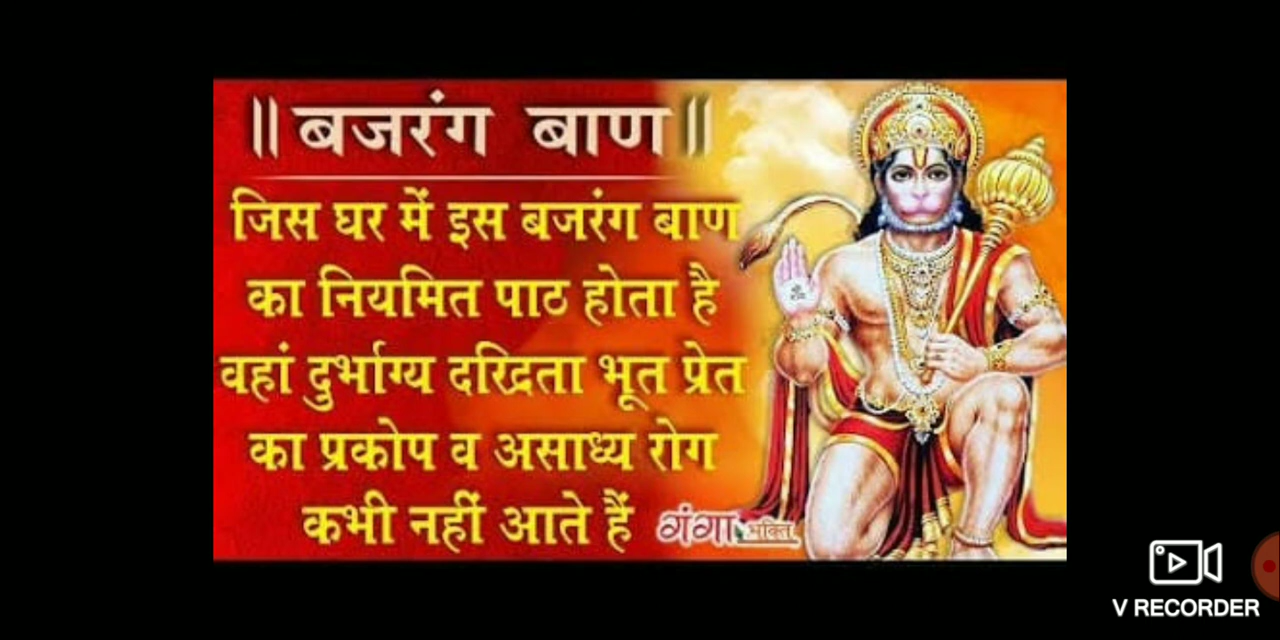 ॥ बजरंग बाण ॥
जिस घर में इस बजरंग बाण
का नियमित पाठ होता है
वहां दुर्भाग्य दरिद्रता भूत प्रेत
का प्रकोप व असाध्य रोग
कभी नहीं आते हैं
गंगा भक्ति
V RECORDER